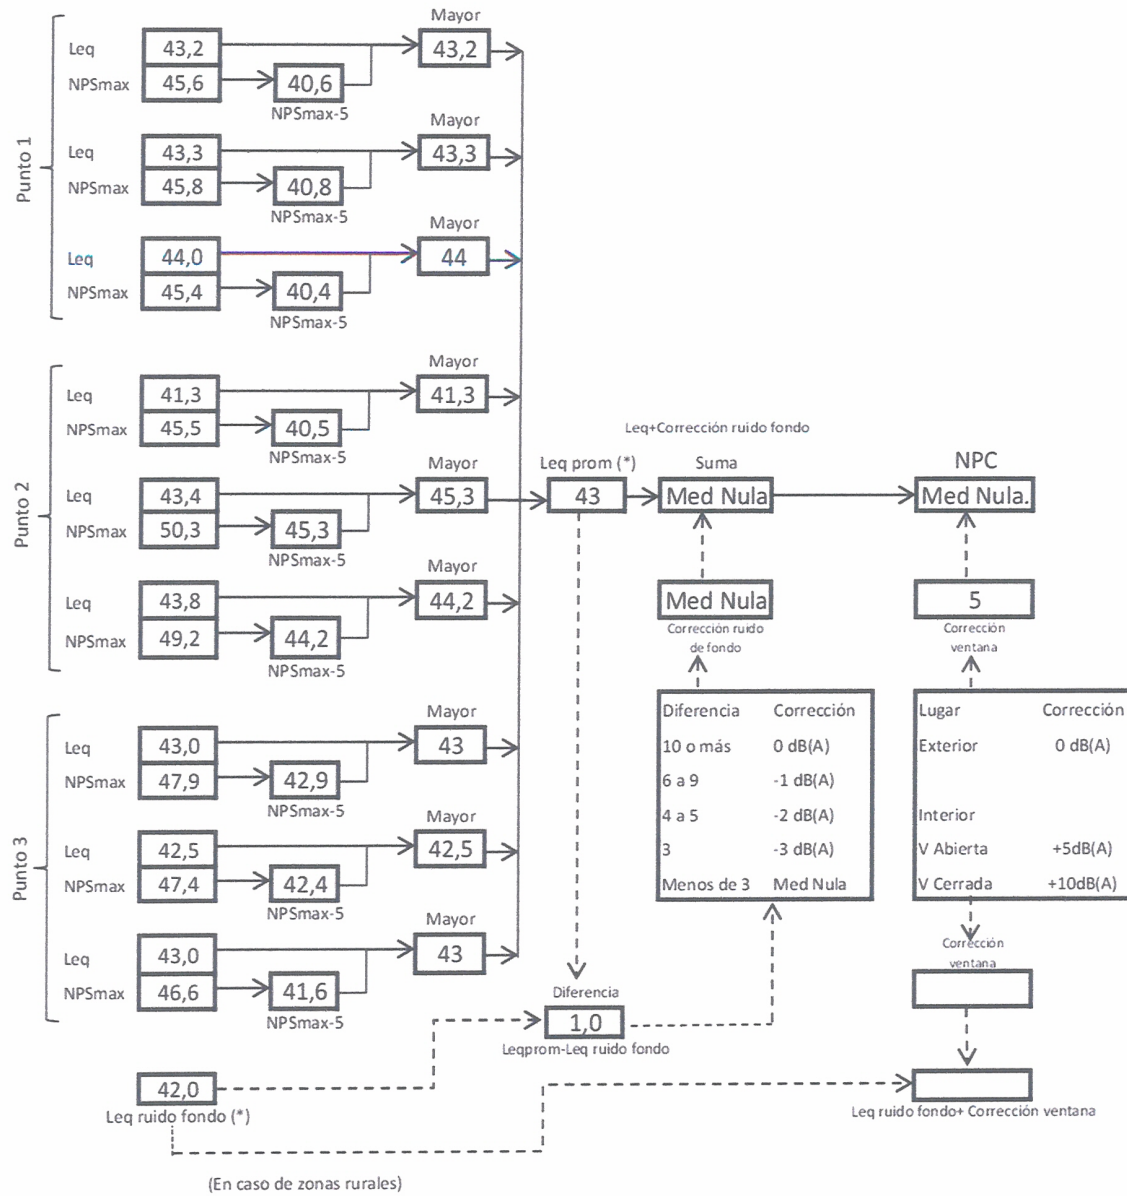 Punto 1
Mayor
Leq 43,2 43,2
NPSmax 45,6 40,6
NPSmax-5
Mayor
Leq 43,3 43,3
NPSmax 45,8 40,8
NPSmax-5
Mayor
Leq 44,0 44
NPSmax 45,4 40,4
NPSmax-5
Punto 2
Mayor
Leq 41,3 41,3
NPSmax 45,5 40,5
NPSmax-5
Mayor
Leq 43,4 45,3
NPSmax 50,3 45,3
NPSmax-5
Mayor
Leq 43,8 44,2
NPSmax 49,2 44,2
NPSmax-5
Punto 3
Mayor
Leq 43,0 43
NPSmax 47,9 42,9
NPSmax-5
Mayor
Leq 42,5 42,5
NPSmax 47,4 42,4
NPSmax-5
Mayor
Leq 43,0 43
NPSmax 46,6 41,6
NPSmax-5
Leq+Corrección ruido fondo
Leq prom (*) Suma NPC
43 Med Nula Med Nula.
Med Nula 5
Corrección ruido
de fondo
Corrección
ventana
Diferencia Corrección
10 o más 0 dB(A)
6 a 9 -1 dB(A)
4 a 5 -2 dB(A)
3 -3 dB(A)
Menos de 3 Med Nula
Lugar Corrección
Exterior 0 dB(A)
Interior
V Abierta +5dB(A)
V Cerrada +10dB(A)
Corrección
ventana
Diferencia
1,0
Leqprom-Leq ruido fondo
42,0
Leq ruido fondo (*)
Leq ruido fondo+ Corrección ventana
(En caso de zonas rurales)